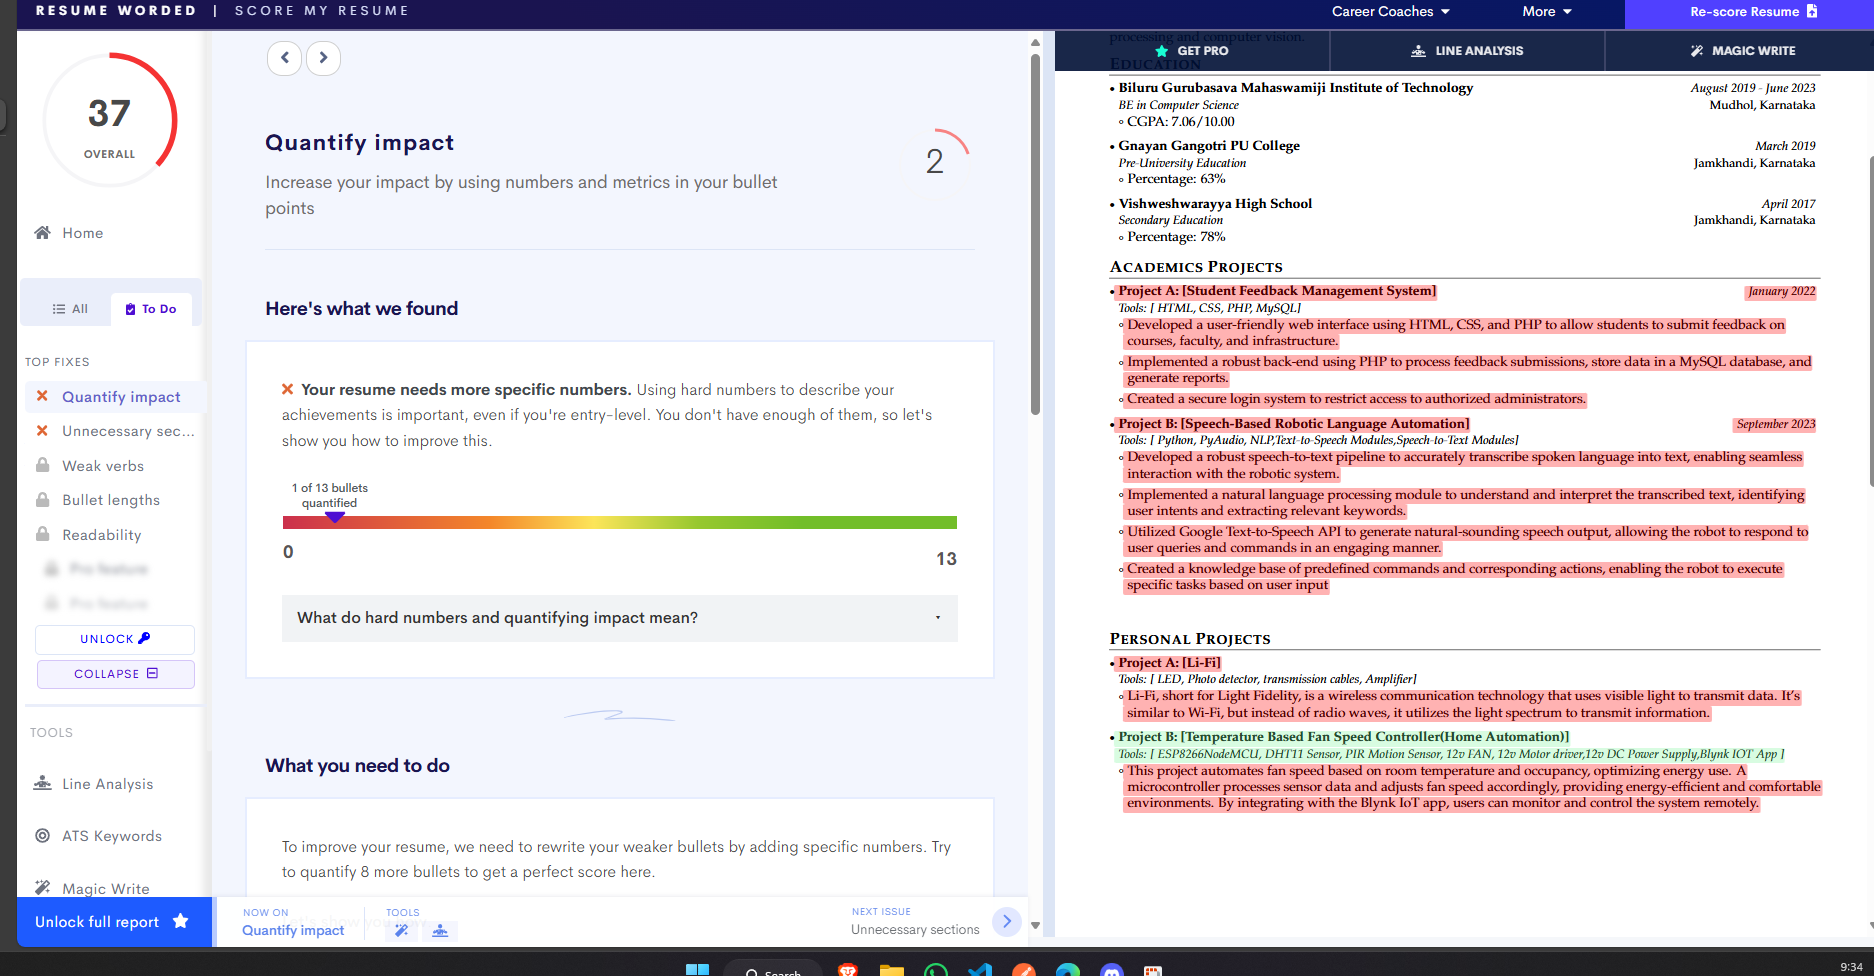 RESUME WORDED | SCORE MY RESUME
Career Coaches
More
Re-score Resume
37
OVERALL
Home
All
To Do
TOP FIXES
Quantify impact
Unnecessary sec...
Weak verbs
Bullet lengths
Readability
Pro feature
Pro feature
UNLOCK
COLLAPSE
TOOLS
Line Analysis
ATS Keywords
Magic Write
Unlock full report
Quantify impact
2
Increase your impact by using numbers and metrics in your bullet
points
Here's what we found
Your resume needs more specific numbers. Using hard numbers to describe your
achievements is important, even if you're entry-level. You don't have enough of them, so let's
show you how to improve this.
1 of 13 bullets
quantified
0
13
What do hard numbers and quantifying impact mean?
What you need to do
To improve your resume, we need to rewrite your weaker bullets by adding specific numbers. Try
to quantify 8 more bullets to get a perfect score here.
NOW ON
Quantify impact
TOOLS
NEXT ISSUE
Unnecessary sections
processing and computer vision.
GET PRO
LINE ANALYSIS
MAGIC WRITE
EDUCATION
• Biluru Gurubasava Mahaswamiji Institute of Technology August 2019 - June 2023
BE in Computer Science Mudhol, Karnataka
◦ CGPA: 7.06/10.00
• Gnayan Gangotri PU College March 2019
Pre-University Education Jamkhandi, Karnataka
◦ Percentage: 63%
• Vishweshwarayya High School April 2017
Secondary Education Jamkhandi, Karnataka
◦ Percentage: 78%
ACADEMICS PROJECTS
• Project A: [Student Feedback Management System] January 2022
Tools: [ HTML, CSS, PHP, MySQL]
◦ Developed a user-friendly web interface using HTML, CSS, and PHP to allow students to submit feedback on
courses, faculty, and infrastructure.
◦ Implemented a robust back-end using PHP to process feedback submissions, store data in a MySQL database, and
generate reports.
◦ Created a secure login system to restrict access to authorized administrators.
• Project B: [Speech-Based Robotic Language Automation] September 2023
Tools: [ Python, PyAudio, NLP,Text-to-Speech Modules,Speech-to-Text Modules]
◦ Developed a robust speech-to-text pipeline to accurately transcribe spoken language into text, enabling seamless
interaction with the robotic system.
◦ Implemented a natural language processing module to understand and interpret the transcribed text, identifying
user intents and extracting relevant keywords.
◦ Utilized Google Text-to-Speech API to generate natural-sounding speech output, allowing the robot to respond to
user queries and commands in an engaging manner.
◦ Created a knowledge base of predefined commands and corresponding actions, enabling the robot to execute
specific tasks based on user input
PERSONAL PROJECTS
• Project A: [Li-Fi]
Tools: [ LED, Photo detector, transmission cables, Amplifier]
◦ Li-Fi, short for Light Fidelity, is a wireless communication technology that uses visible light to transmit data. It's
similar to Wi-Fi, but instead of radio waves, it utilizes the light spectrum to transmit information.
• Project B: [Temperature Based Fan Speed Controller(Home Automation)]
Tools: [ ESP8266NodeMCU, DHT11 Sensor, PIR Motion Sensor, 12v FAN, 12v Motor driver,12v DC Power Supply,Blynk IOT App ]
◦ This project automates fan speed based on room temperature and occupancy, optimizing energy use. A
microcontroller processes sensor data and adjusts fan speed accordingly, providing energy-efficient and comfortable
environments. By integrating with the Blynk IoT app, users can monitor and control the system remotely.
Search
9:34